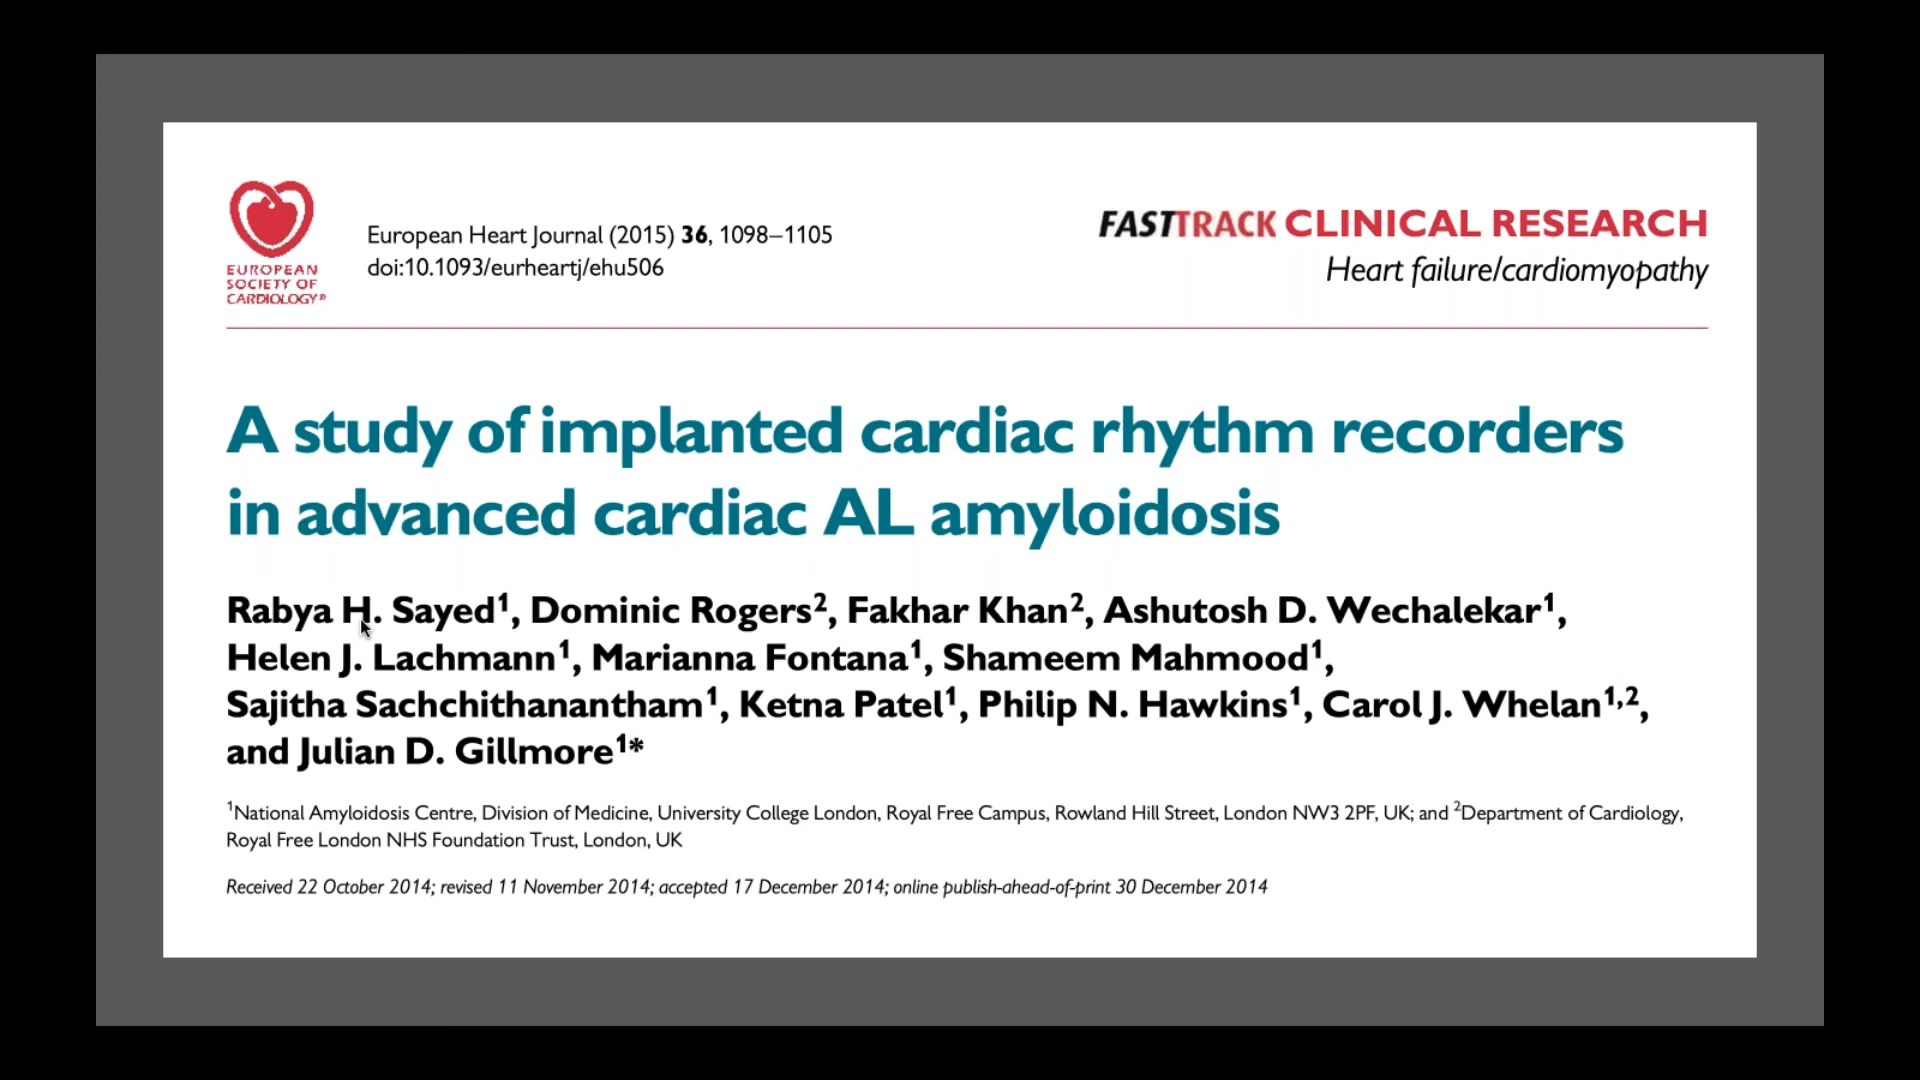 EUROPEAN
SOCIETY OF
CARDIOLOGY®
European Heart Journal (2015) 36, 1098–1105
doi:10.1093/eurheartj/ehu506
FASTTRACK CLINICAL RESEARCH
Heart failure/cardiomyopathy
A study of implanted cardiac rhythm recorders
in advanced cardiac AL amyloidosis
Rabya H. Sayed¹, Dominic Rogers², Fakhar Khan², Ashutosh D. Wechalekar¹,
Helen J. Lachmann¹, Marianna Fontana¹, Shameem Mahmood¹,
Sajitha Sachchithanantham¹, Ketna Patel¹, Philip N. Hawkins¹, Carol J. Whelan¹,²,
and Julian D. Gillmore¹*
¹National Amyloidosis Centre, Division of Medicine, University College London, Royal Free Campus, Rowland Hill Street, London NW3 2PF, UK; and ²Department of Cardiology,
Royal Free London NHS Foundation Trust, London, UK
Received 22 October 2014; revised 11 November 2014; accepted 17 December 2014; online publish-ahead-of-print 30 December 2014